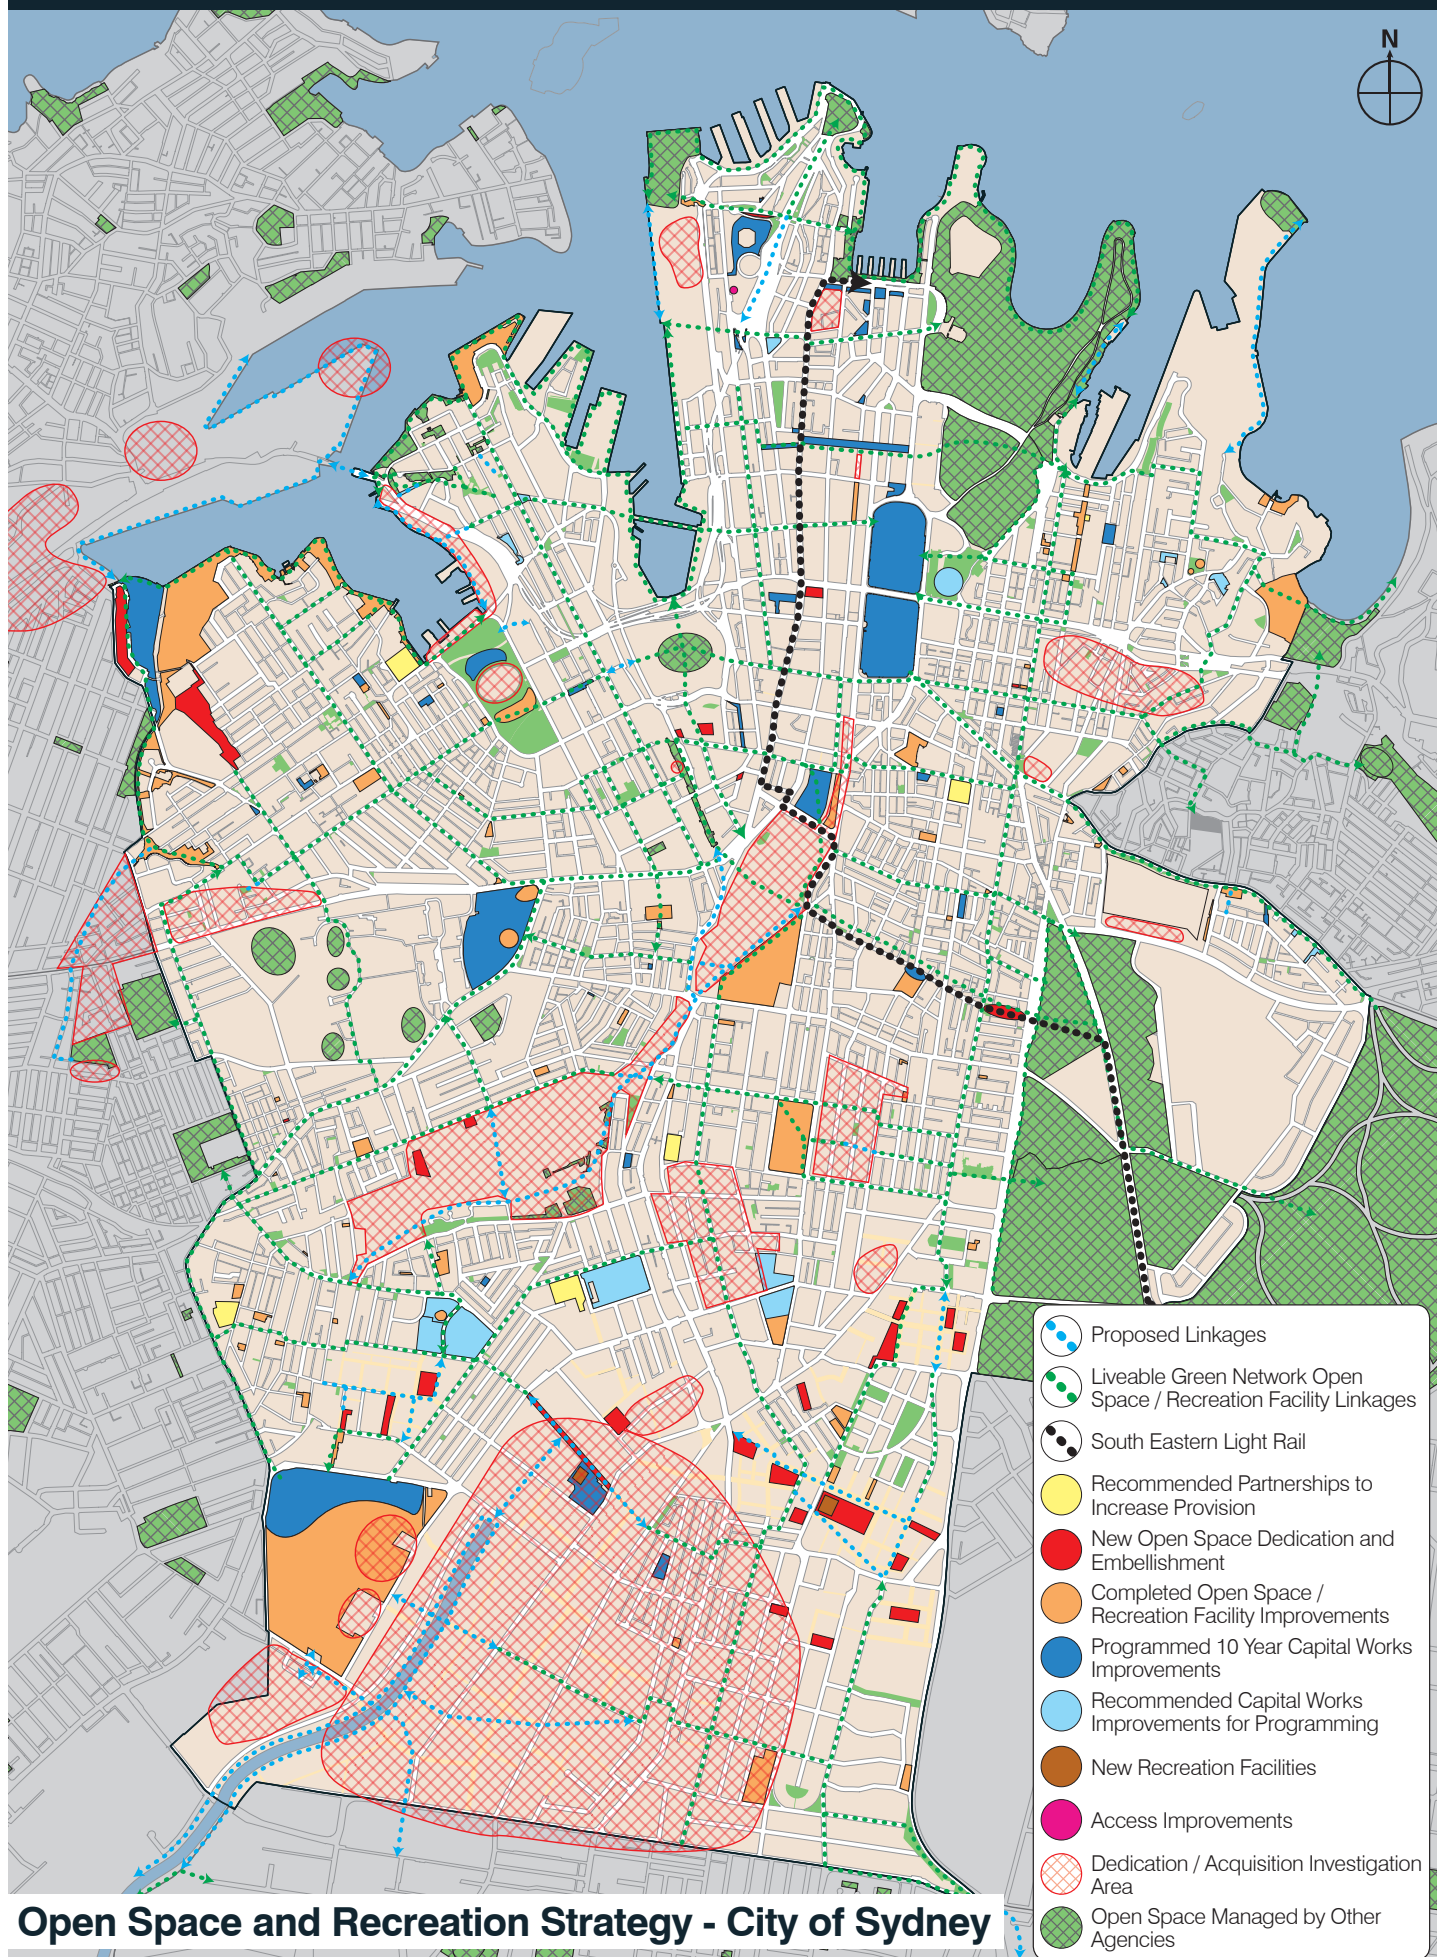 N
Proposed Linkages
Liveable Green Network Open
Space / Recreation Facility Linkages
South Eastern Light Rail
Recommended Partnerships to
Increase Provision
New Open Space Dedication and
Embellishment
Completed Open Space /
Recreation Facility Improvements
Programmed 10 Year Capital Works
Improvements
Recommended Capital Works
Improvements for Programming
New Recreation Facilities
Access Improvements
Dedication / Acquisition Investigation
Area
Open Space Managed by Other
Agencies
Open Space and Recreation Strategy - City of Sydney